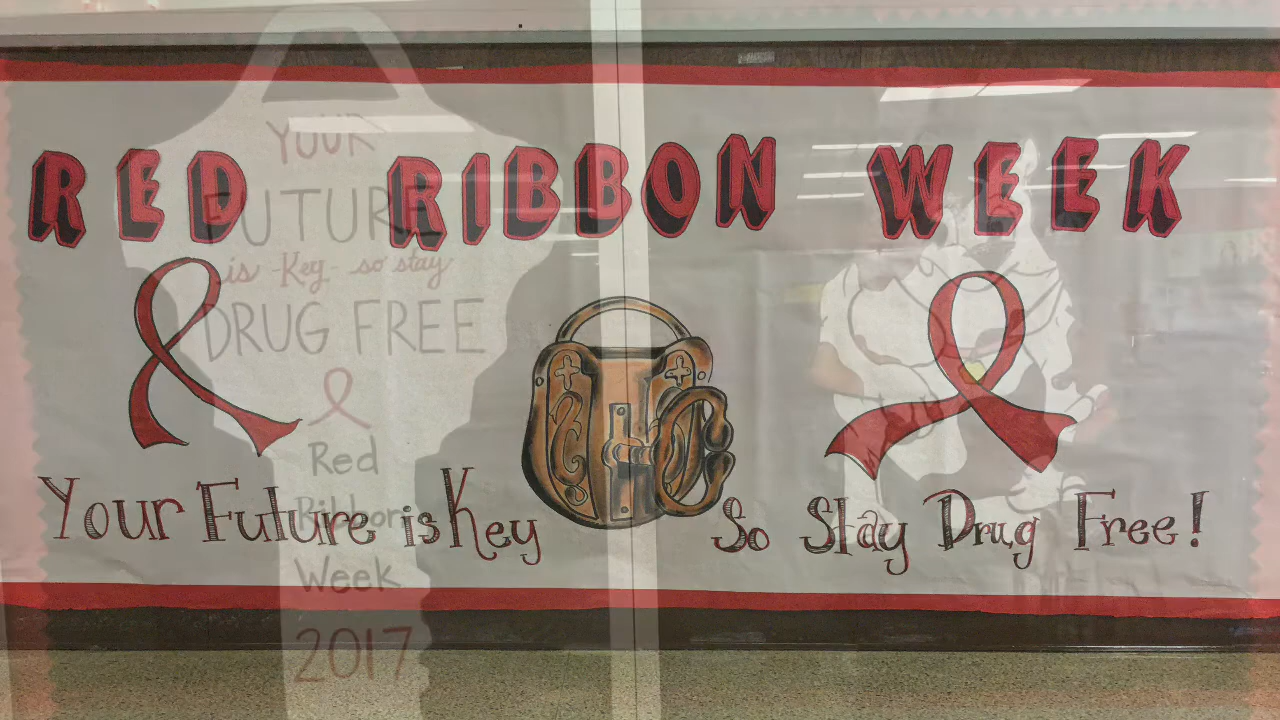 RED RIBBON WEEK
Your Future is Key So Stay Drug Free!
YOUR
FUTURE
is -Key- so stay
DRUG FREE
Red
Ribbon
Week
2017